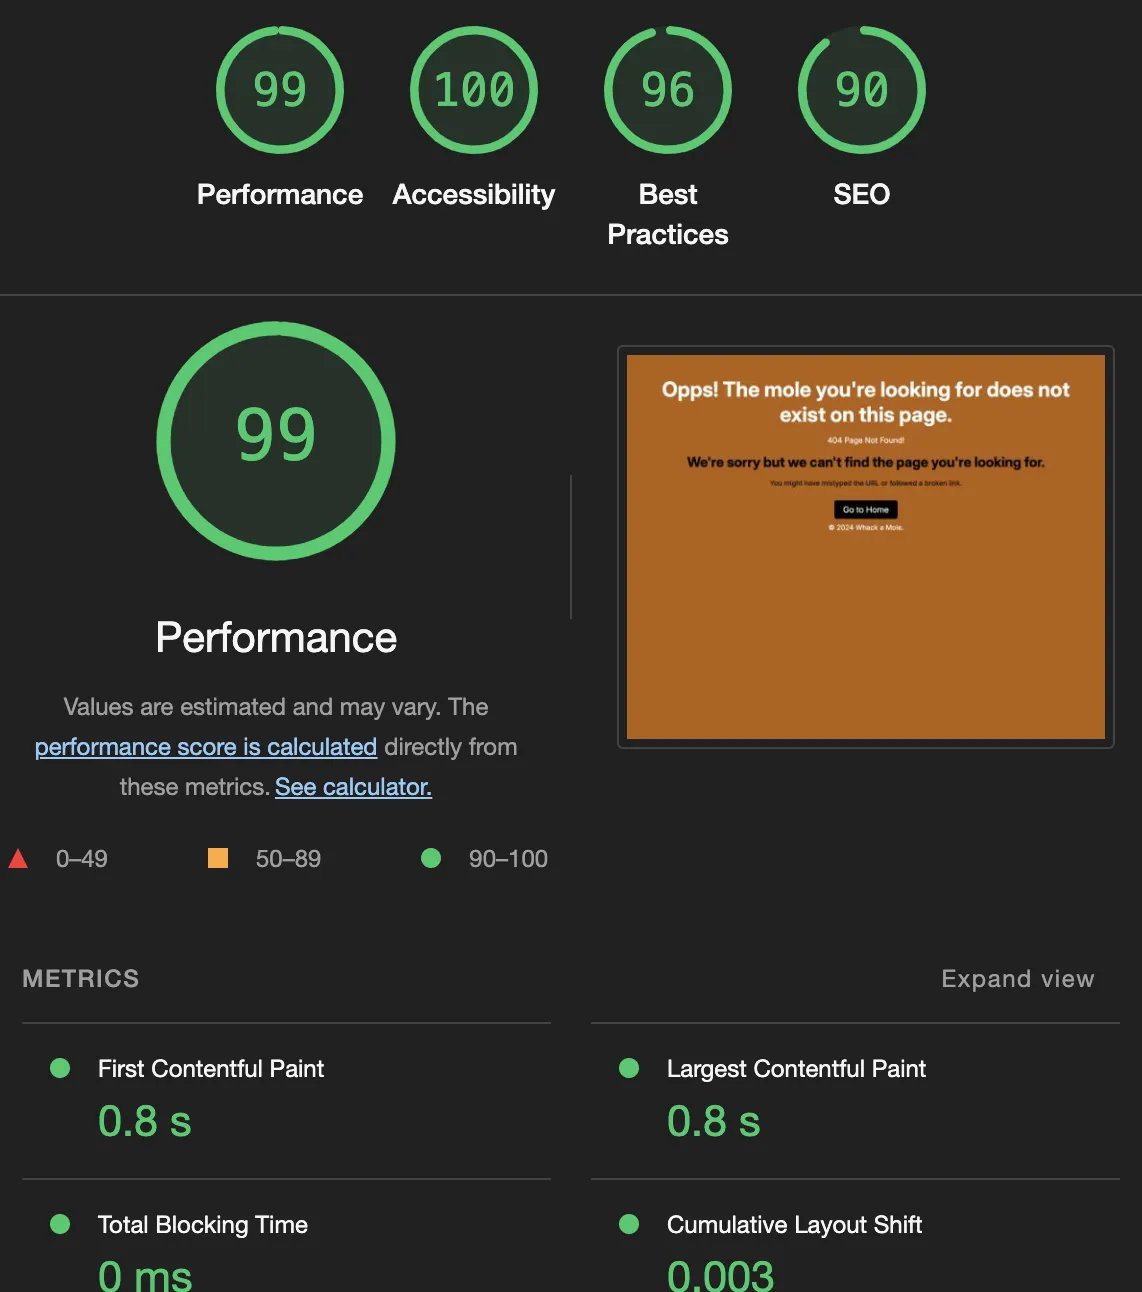 99
100
96
90
Performance
Accessibility
Best
Practices
SEO
99
Performance
Values are estimated and may vary. The
performance score is calculated directly from
these metrics. See calculator.
0–49
50–89
90–100
Opps! The mole you're looking for does not
exist on this page.
404 Page Not Found!
We're sorry but we can't find the page you're looking for.
You might have mistyped the URL or followed a broken link.
Go to Home
© 2024 Whack a Mole.
METRICS
Expand view
First Contentful Paint
0.8 s
Largest Contentful Paint
0.8 s
Total Blocking Time
0 ms
Cumulative Layout Shift
0.003